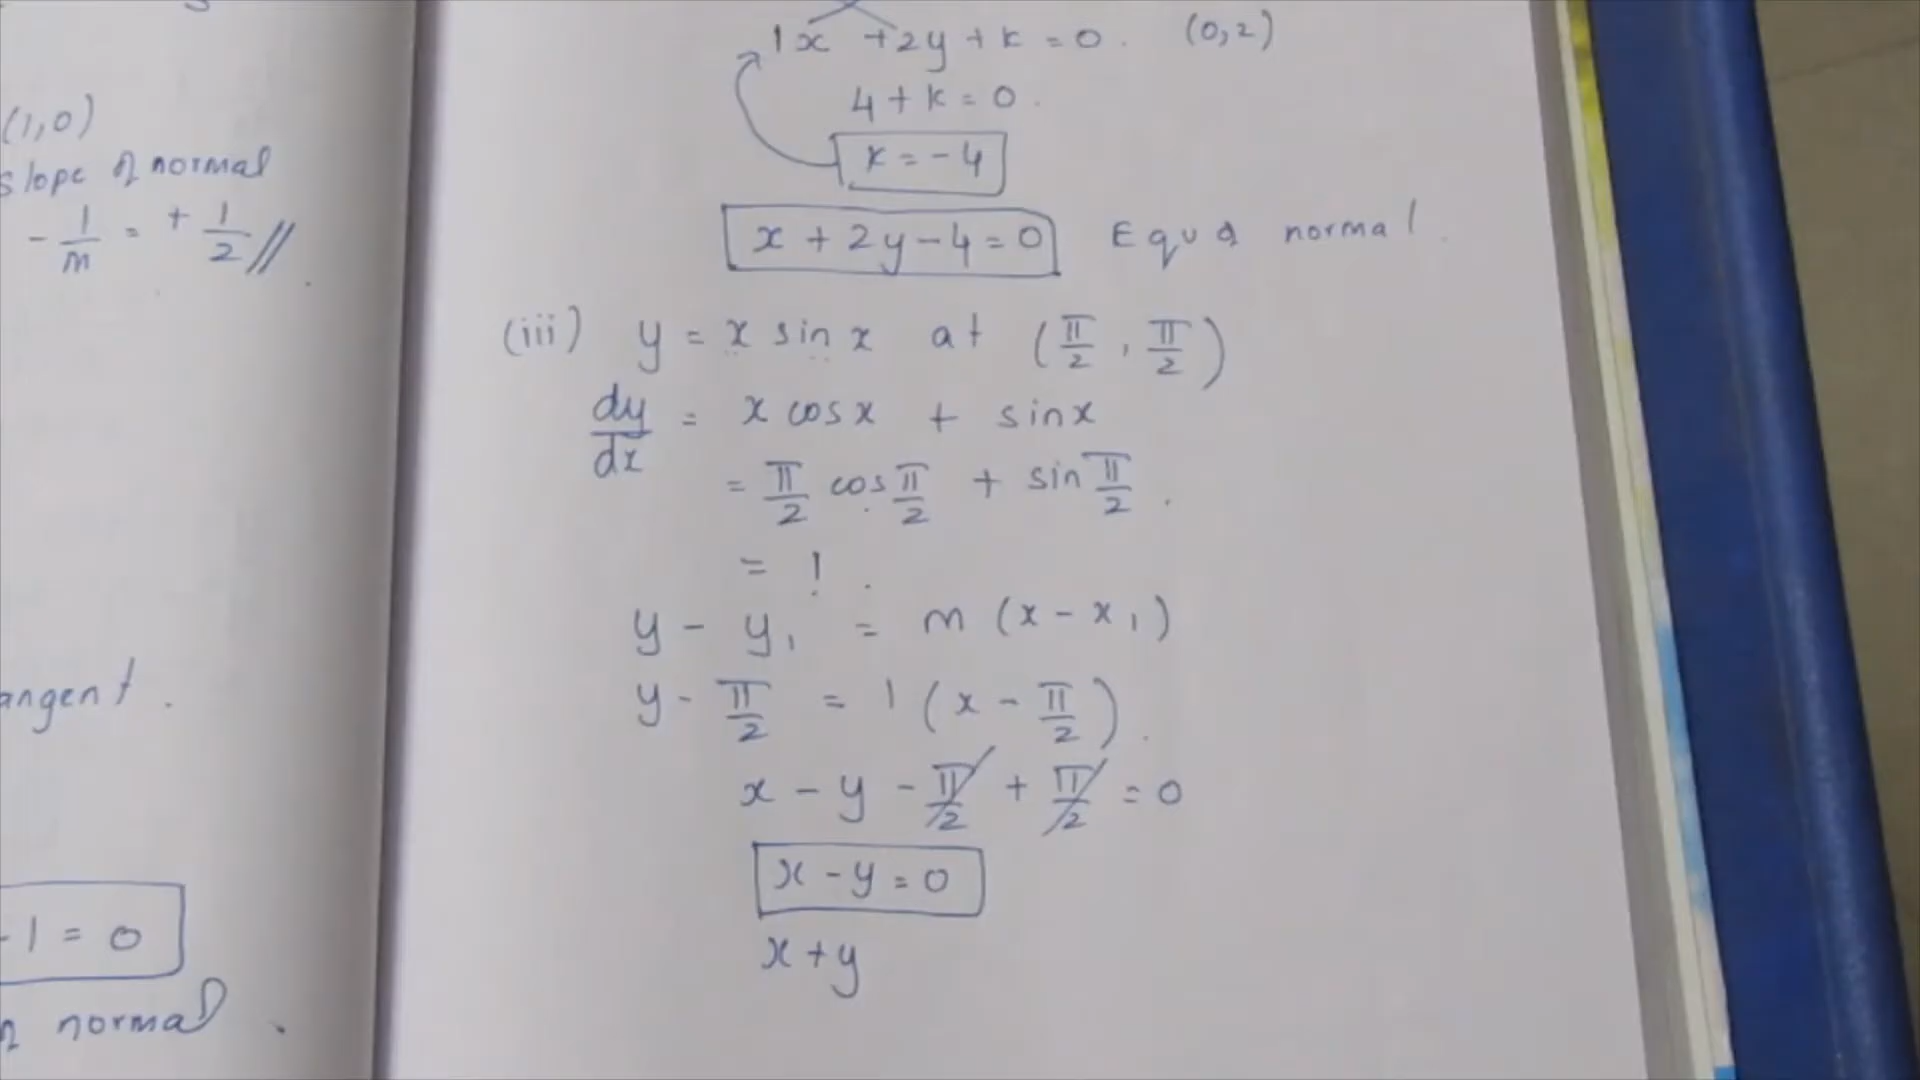 (1,0)
slope of normal
- 1/m = + 1/2 //
angent.
-1 = 0
normal.
1x + 2y + k = 0. (0,2)
4 + k = 0.
k = -4
x + 2y - 4 = 0 Equ of normal.
(iii) y = x sin x at (π/2, π/2)
dy/dx = x cos x + sin x
= π/2 cos π/2 + sin π/2.
= 1.
y - y₁ = m (x - x₁)
y - π/2 = 1 (x - π/2).
x - y - π/2 + π/2 = 0
x - y = 0
x + y